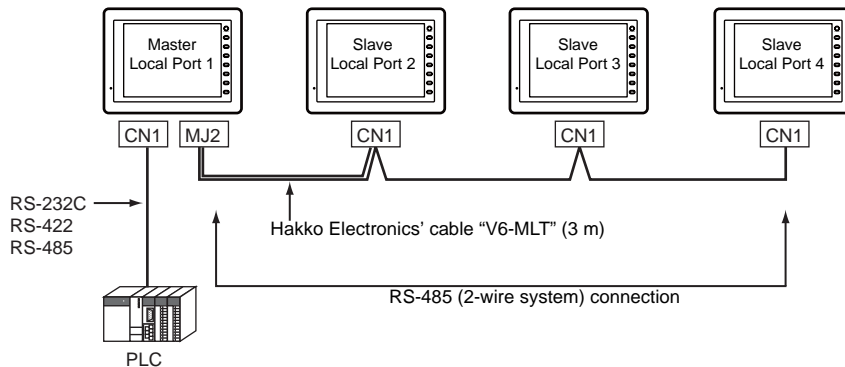 Master
Local Port 1
Slave
Local Port 2
Slave
Local Port 3
Slave
Local Port 4
CN1
MJ2
CN1
CN1
CN1
RS-232C
RS-422
RS-485
Hakko Electronics’ cable “V6-MLT” (3 m)
RS-485 (2-wire system) connection
PLC